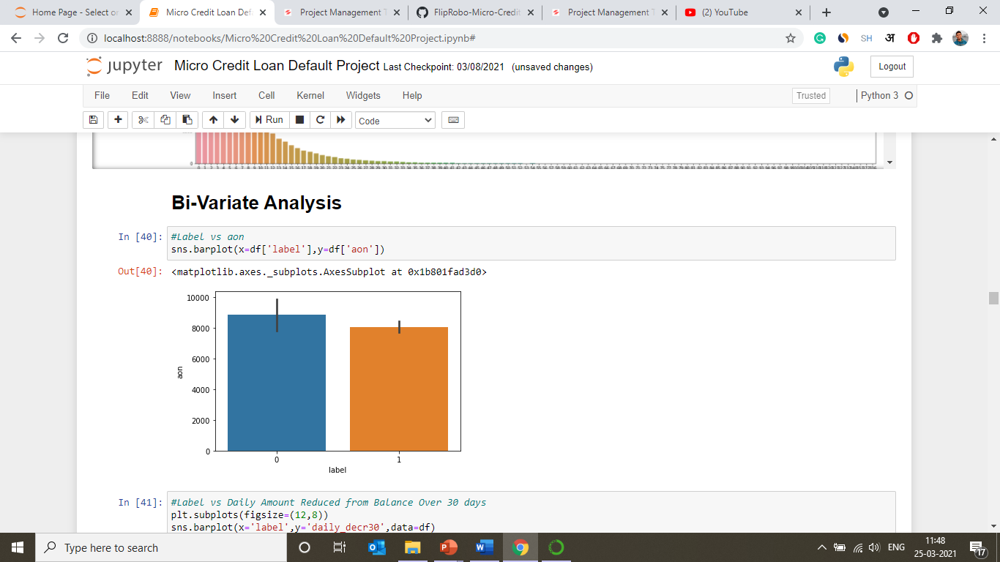 Home Page - Select or
Micro Credit Loan Def
Project Management T
FlipRobo-Micro-Credit
Project Management T
(2) YouTube
localhost:8888/notebooks/Micro%20Credit%20Loan%20Default%20Project.ipynb#
SH
अ
jupyter
Micro Credit Loan Default Project Last Checkpoint: 03/08/2021 (unsaved changes)
Logout
File Edit View Insert Cell Kernel Widgets Help
Trusted
Python 3
Run
Code
0
Bi-Variate Analysis
In [40]:
#Label vs aon
sns.barplot(x=df['label'],y=df['aon'])
Out[40]:
<matplotlib.axes._subplots.AxesSubplot at 0x1b801fad3d0>
10000
8000
6000
4000
2000
0
aon
0 1
label
In [41]:
#Label vs Daily Amount Reduced from Balance Over 30 days
plt.subplots(figsize=(12,8))
sns.barplot(x='label',y='daily_decr30',data=df)
Type here to search
ENG
11:48
25-03-2021
17